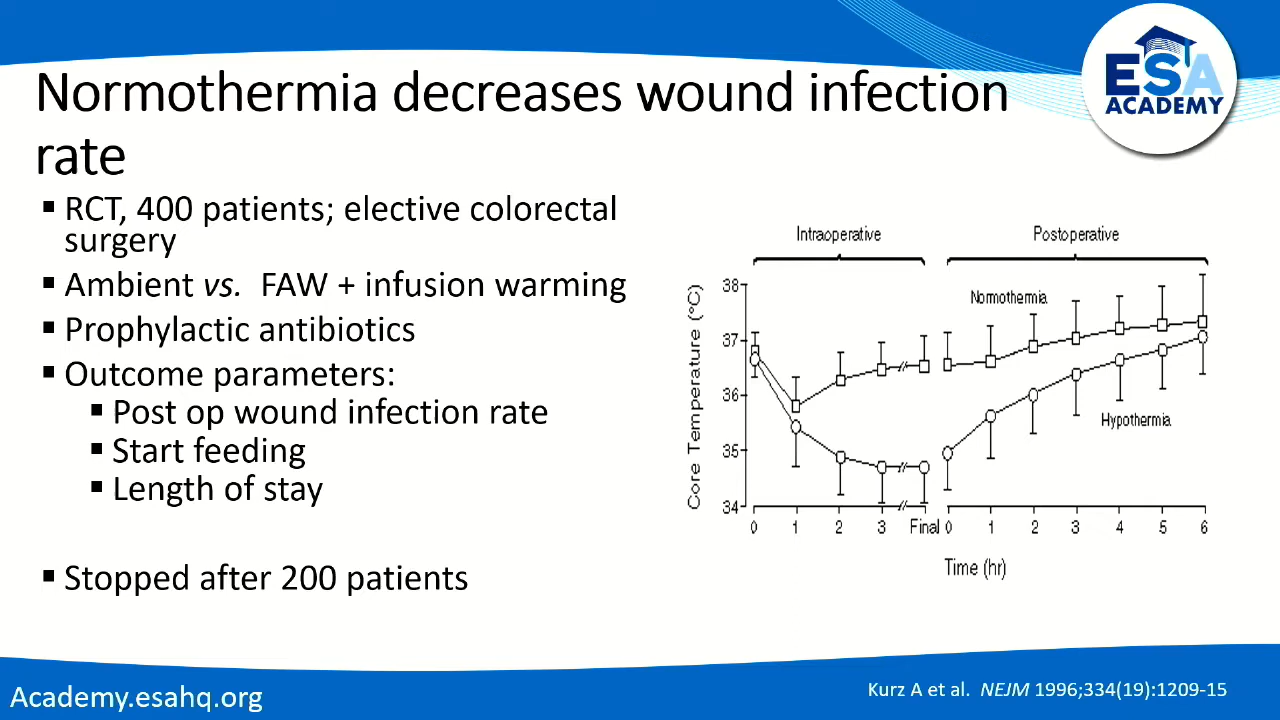 ESA
ACADEMY
Normothermia decreases wound infection
rate
▪ RCT, 400 patients; elective colorectal
surgery
▪ Ambient vs. FAW + infusion warming
▪ Prophylactic antibiotics
▪ Outcome parameters:
▪ Post op wound infection rate
▪ Start feeding
▪ Length of stay
▪ Stopped after 200 patients
Intraoperative Postoperative
Core Temperature (°C)
38
37
36
35
34
Normothermia
Hypothermia
0 1 2 3 Final 0 1 2 3 4 5 6
Time (hr)
Academy.esahq.org
Kurz A et al. NEJM 1996;334(19):1209-15